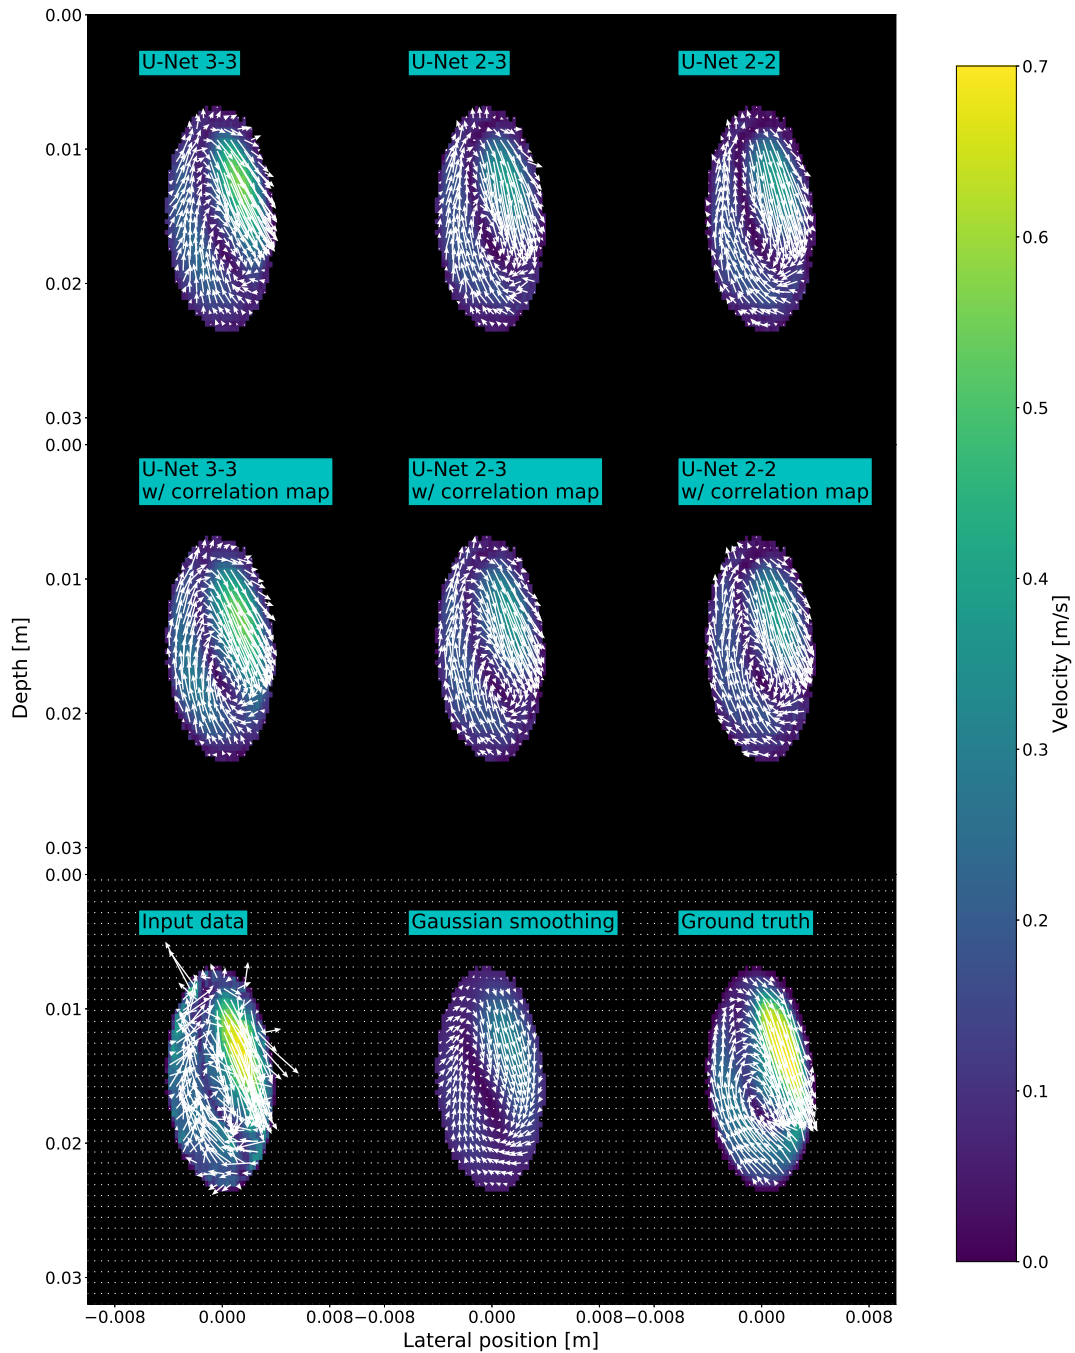 0.00
U-Net 3-3
U-Net 2-3
U-Net 2-2
0.01
0.02
0.03
0.00
U-Net 3-3
w/ correlation map
U-Net 2-3
w/ correlation map
U-Net 2-2
w/ correlation map
0.01
0.02
0.03
0.00
Input data
Gaussian smoothing
Ground truth
0.01
0.02
0.03
Depth [m]
−0.008
0.000
0.008
−0.008
0.000
0.008
−0.008
0.000
0.008
Lateral position [m]
0.7
0.6
0.5
0.4
0.3
0.2
0.1
0.0
Velocity [m/s]